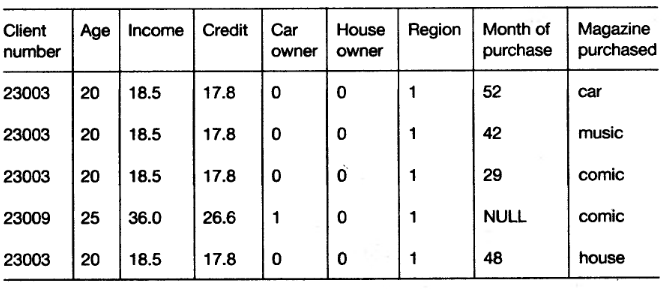 Client number Age Income Credit Car owner House owner Region Month of purchase Magazine purchased
23003 20 18.5 17.8 0 0 1 52 car
23003 20 18.5 17.8 0 0 1 42 music
23003 20 18.5 17.8 0 0 1 29 comic
23009 25 36.0 26.6 1 0 1 NULL comic
23003 20 18.5 17.8 0 0 1 48 house